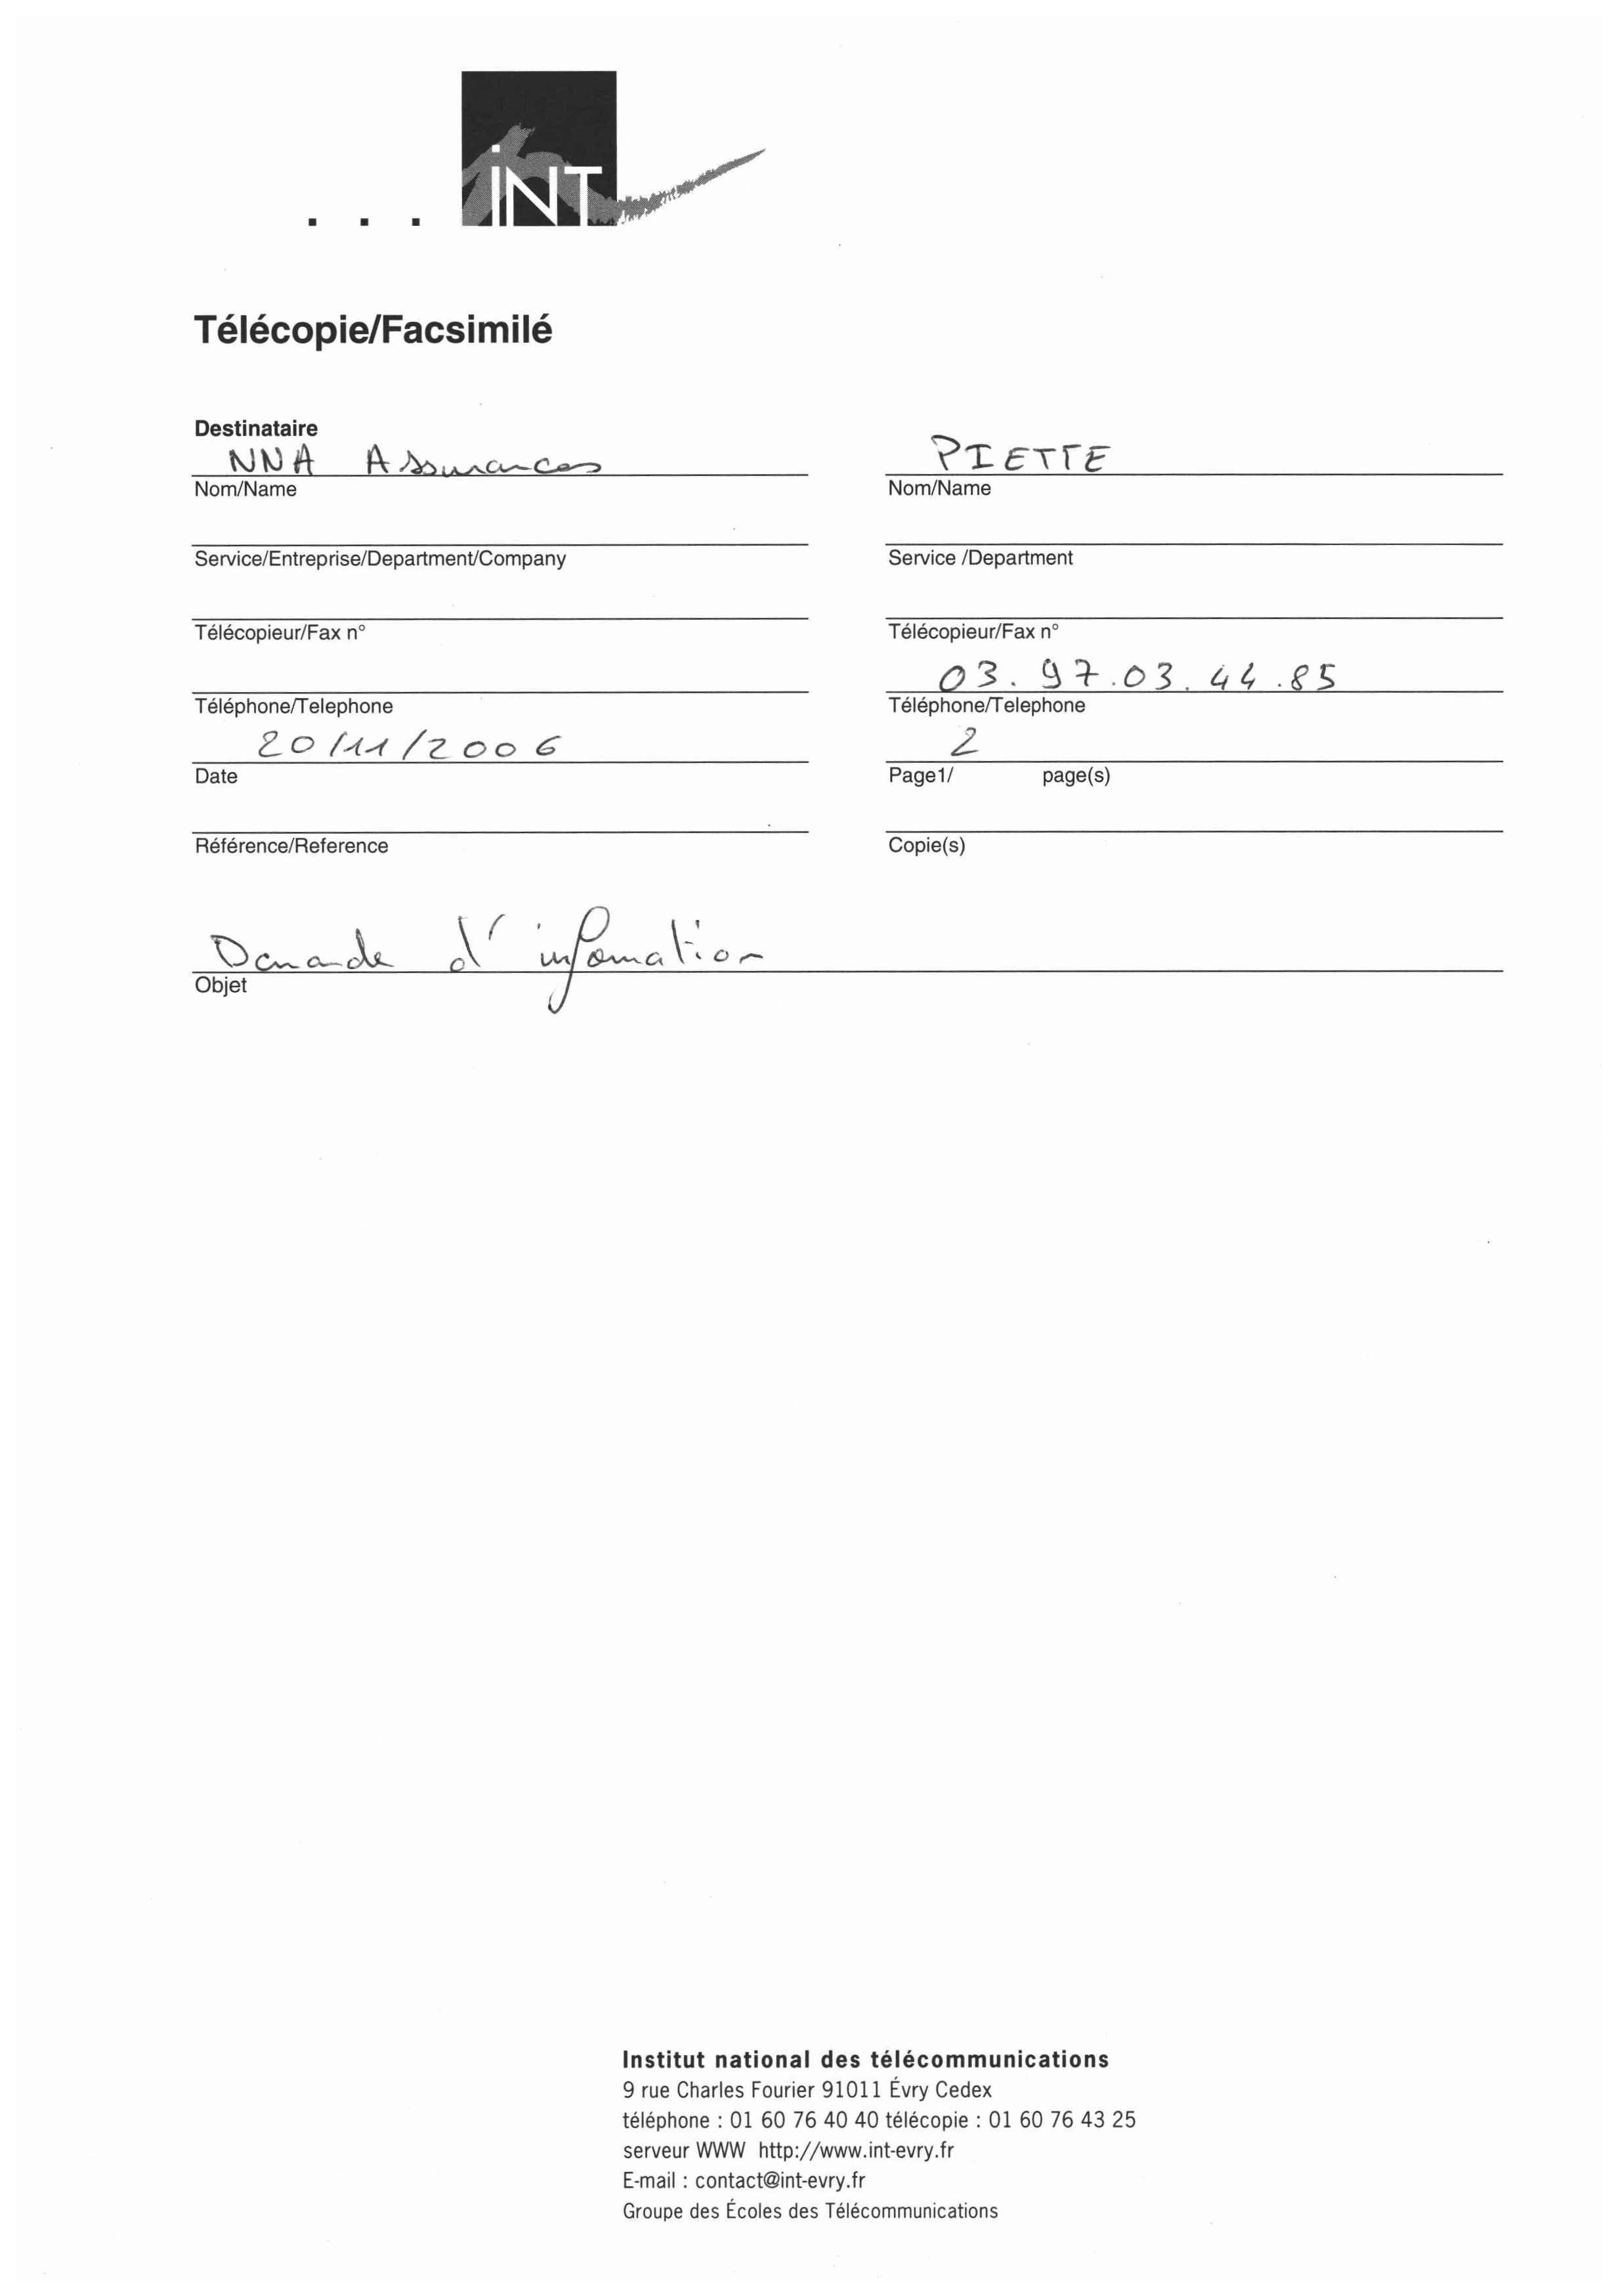 iNT
Télécopie/Facsimilé
Destinataire
NNA Assurances
Nom/Name
PIETTE
Nom/Name
Service/Entreprise/Department/Company
Service /Department
Télécopieur/Fax n°
Télécopieur/Fax n°
03.97.03.44.85
Téléphone/Telephone
Téléphone/Telephone
20/11/2006
Date
2
Page1/ page(s)
Référence/Reference
Copie(s)
Demande d'information
Objet
Institut national des télécommunications
9 rue Charles Fourier 91011 Évry Cedex
téléphone : 01 60 76 40 40 télécopie : 01 60 76 43 25
serveur WWW http://www.int-evry.fr
E-mail : contact@int-evry.fr
Groupe des Écoles des Télécommunications